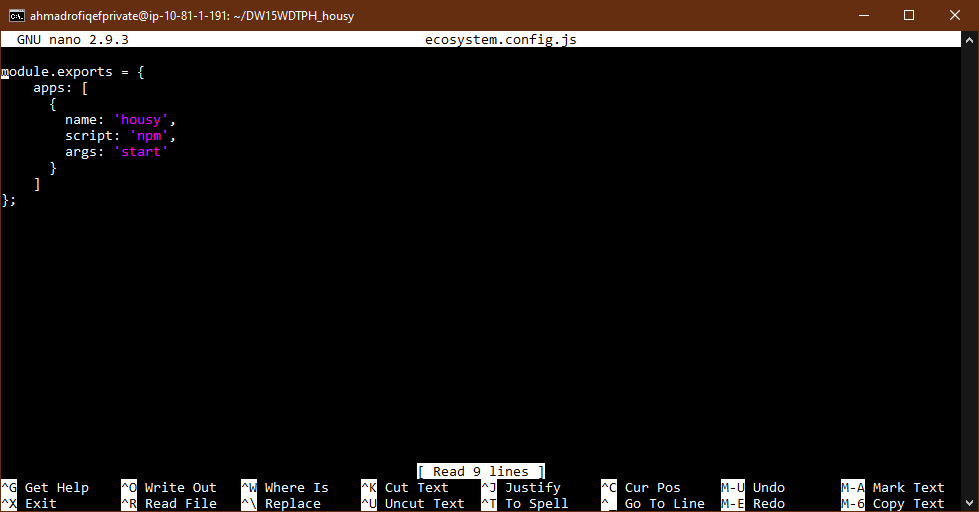 ahmadrofiqefprivate@ip-10-81-1-191: ~/DW15WDTPH_housy
GNU nano 2.9.3 ecosystem.config.js
module.exports = {
    apps: [
      {
        name: 'housy',
        script: 'npm',
        args: 'start'
      }
    ]
};
[ Read 9 lines ]
^G Get Help ^O Write Out ^W Where Is ^K Cut Text ^J Justify ^C Cur Pos M-U Undo M-A Mark Text
^X Exit ^R Read File ^\ Replace ^U Uncut Text ^T To Spell ^_ Go To Line M-E Redo M-6 Copy Text